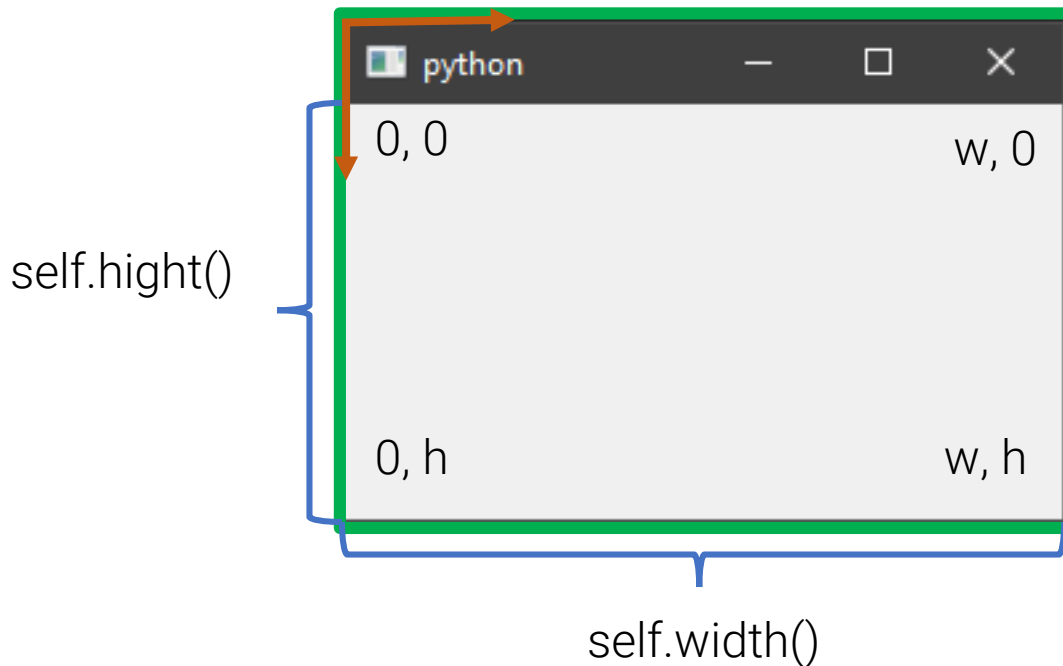 python
0, 0
w, 0
self.hight()
0, h
w, h
self.width()